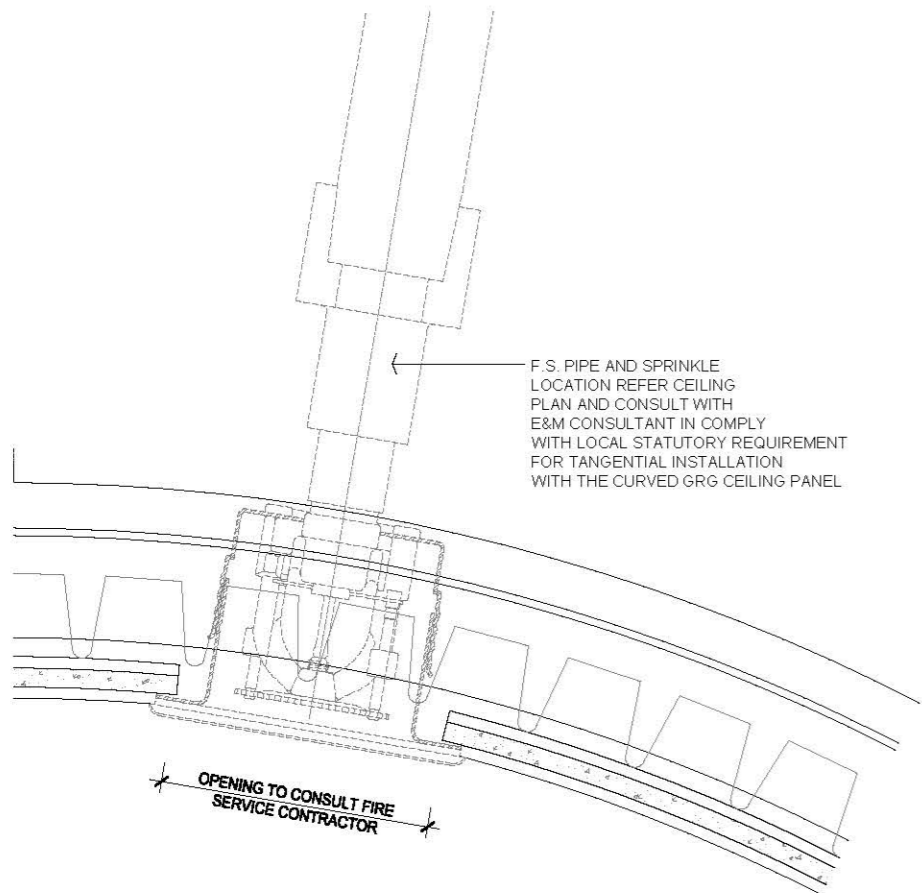 F.S. PIPE AND SPRINKLE
LOCATION REFER CEILING
PLAN AND CONSULT WITH
E&M CONSULTANT IN COMPLY
WITH LOCAL STATUTORY REQUIREMENT
FOR TANGENTIAL INSTALLATION
WITH THE CURVED GRG CEILING PANEL
OPENING TO CONSULT FIRE
SERVICE CONTRACTOR